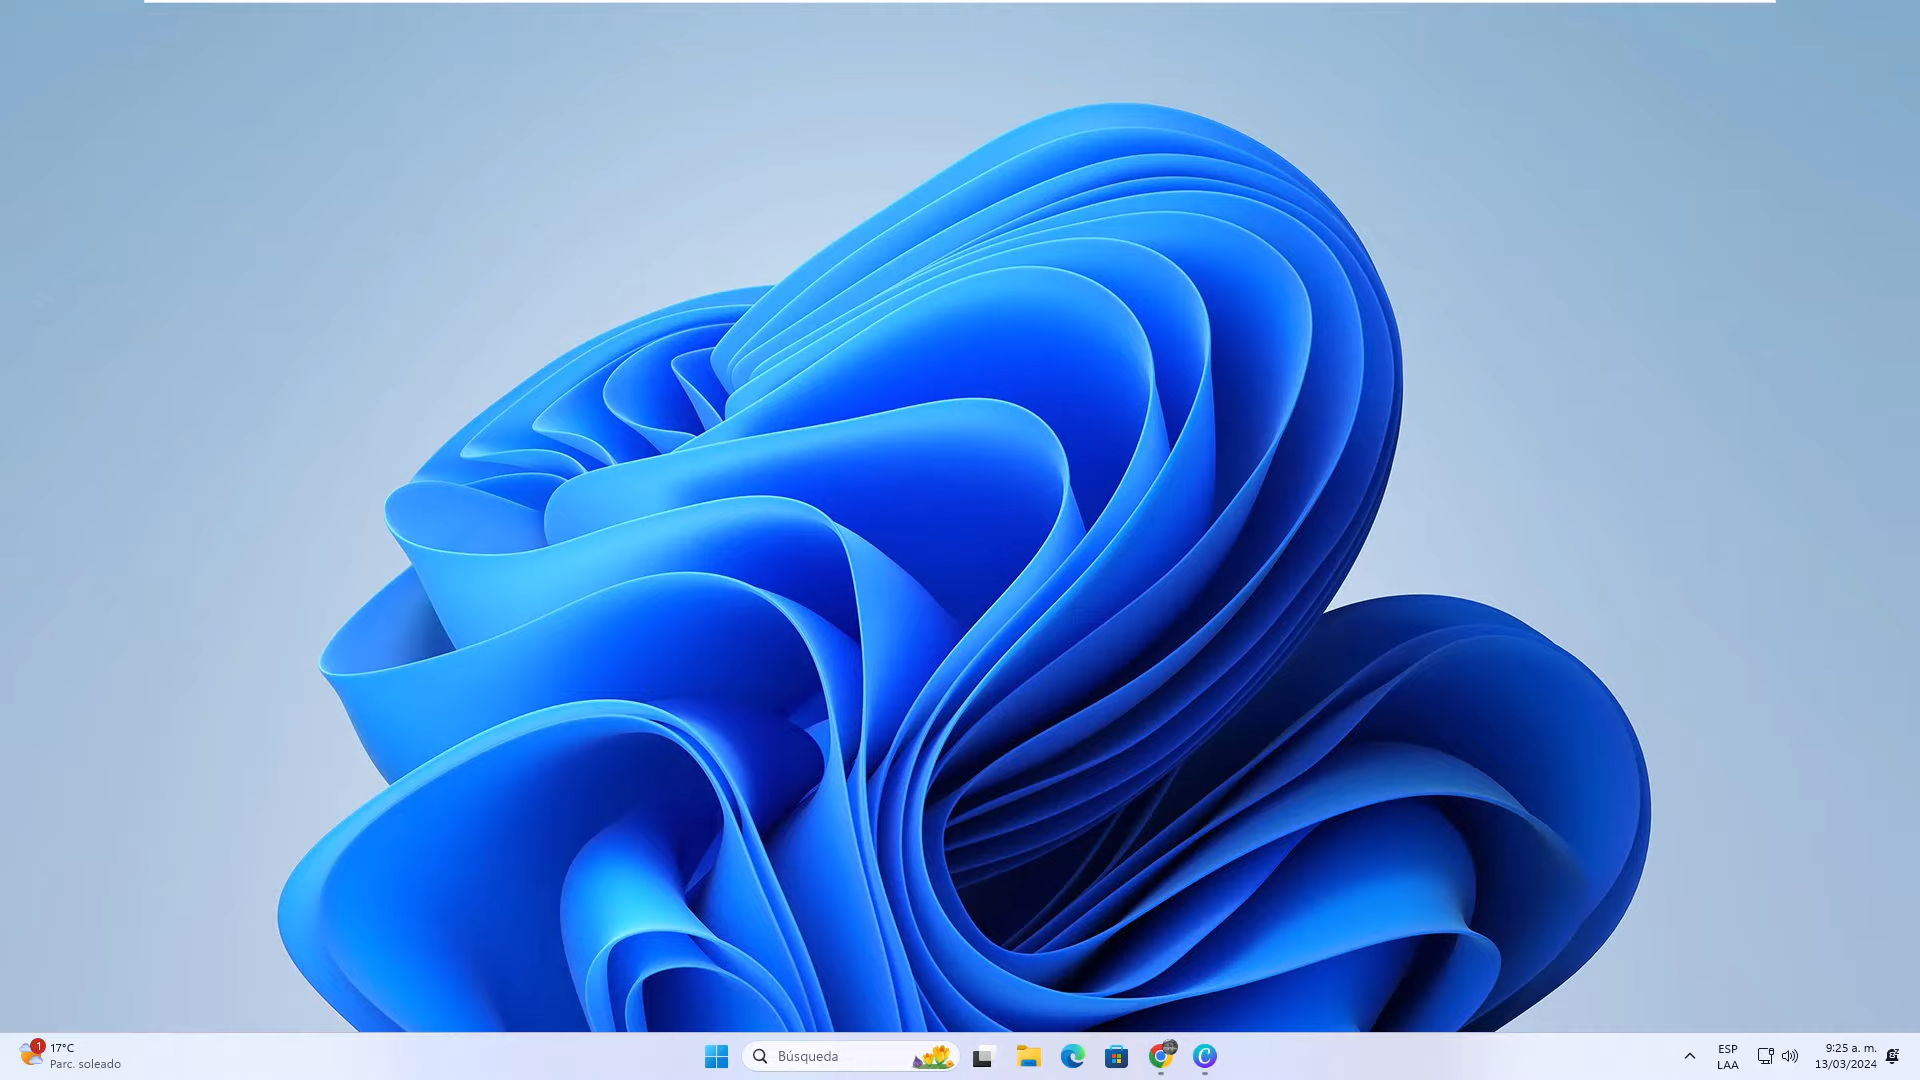 1
17°C
Parc. soleado
Búsqueda
ESP
LAA
9:25 a. m.
13/03/2024